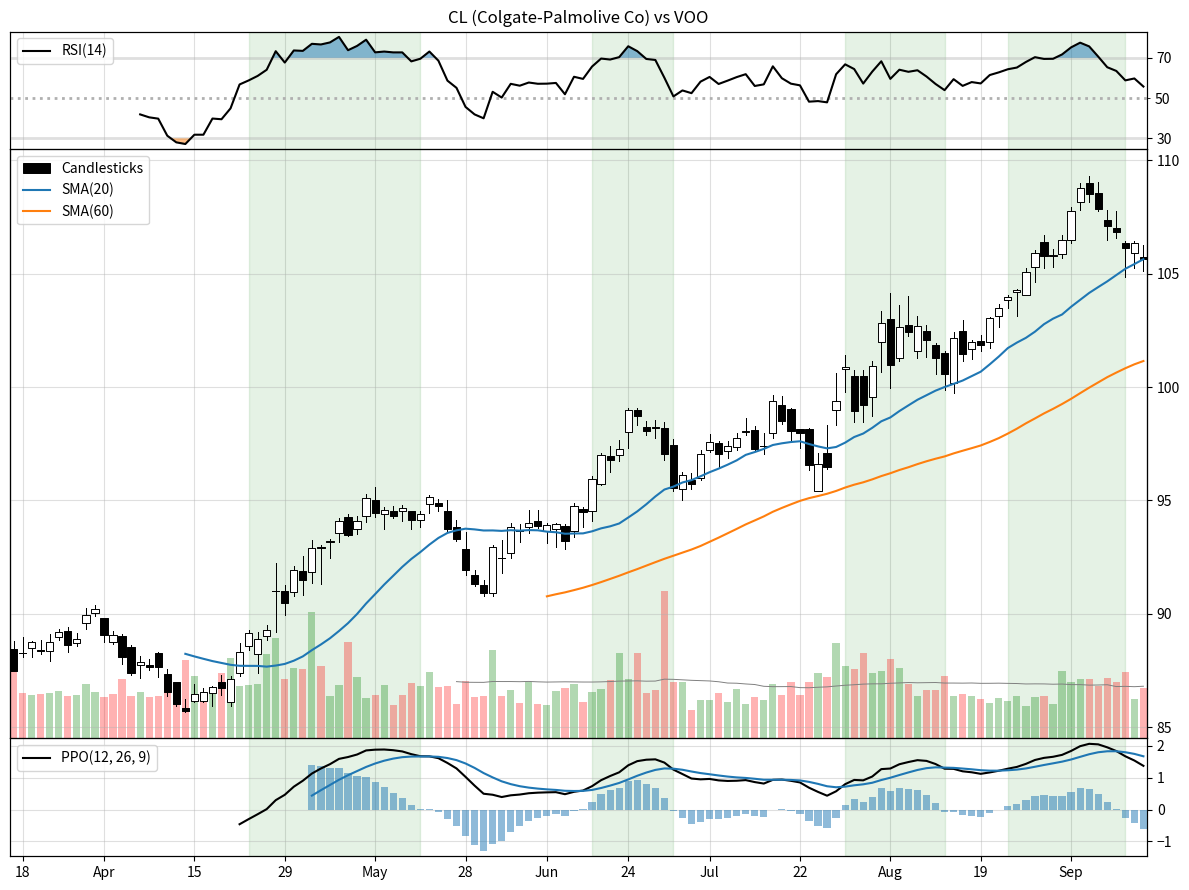 CL (Colgate-Palmolive Co) vs VOO
RSI(14)
70
50
30
Candlesticks
SMA(20)
SMA(60)
110
105
100
95
90
85
PPO(12, 26, 9)
2
1
0
−1
18 Apr 15 29 May 28 Jun 24 Jul 22 Aug 19 Sep